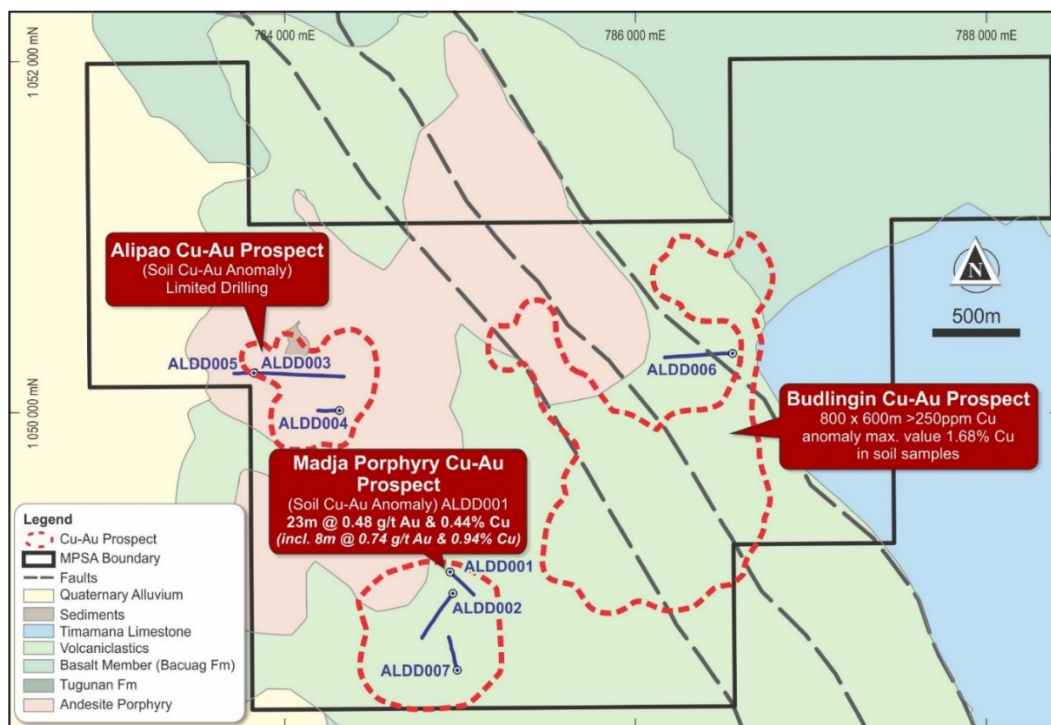 784 000 mE
786 000 mE
788 000 mE
1 052 000 mN
1 050 000 mN
Alipao Cu-Au Prospect
(Soil Cu-Au Anomaly)
Limited Drilling
N
500m
ALDD005
ALDD003
ALDD006
ALDD004
Budlingin Cu-Au Prospect
800 x 600m >250ppm Cu
anomaly max. value 1.68% Cu
in soil samples
Madja Porphyry Cu-Au
Prospect
(Soil Cu-Au Anomaly) ALDD001
23m @ 0.48 g/t Au & 0.44% Cu
(incl. 8m @ 0.74 g/t Au & 0.94% Cu)
ALDD001
ALDD002
ALDD007
Legend
Cu-Au Prospect
MPSA Boundary
Faults
Quaternary Alluvium
Sediments
Timamana Limestone
Volcaniclastics
Basalt Member (Bacuag Fm)
Tugunan Fm
Andesite Porphyry